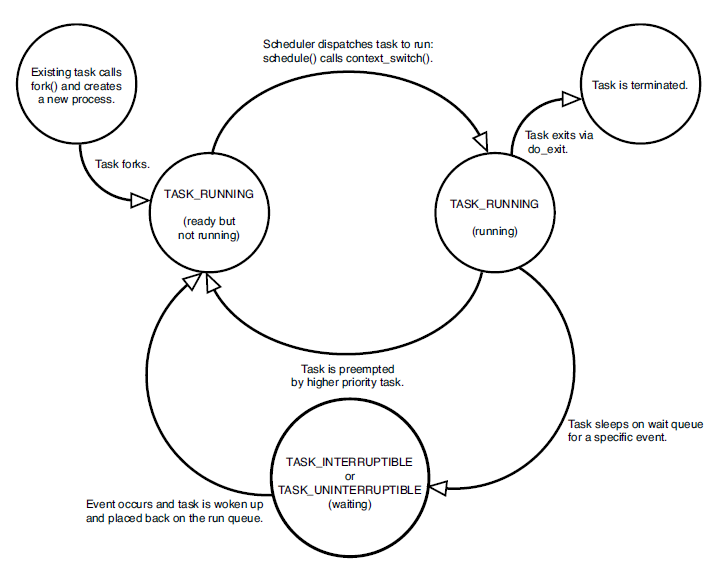 Scheduler dispatches task to run:
schedule() calls context_switch().
Existing task calls
fork() and creates
a new process.
Task is terminated.
Task exits via
do_exit.
Task forks.
TASK_RUNNING
(ready but
not running)
TASK_RUNNING
(running)
Task is preempted
by higher priority task.
Task sleeps on wait queue
for a specific event.
TASK_INTERRUPTIBLE
or
TASK_UNINTERRUPTIBLE
(waiting)
Event occurs and task is woken up
and placed back on the run queue.